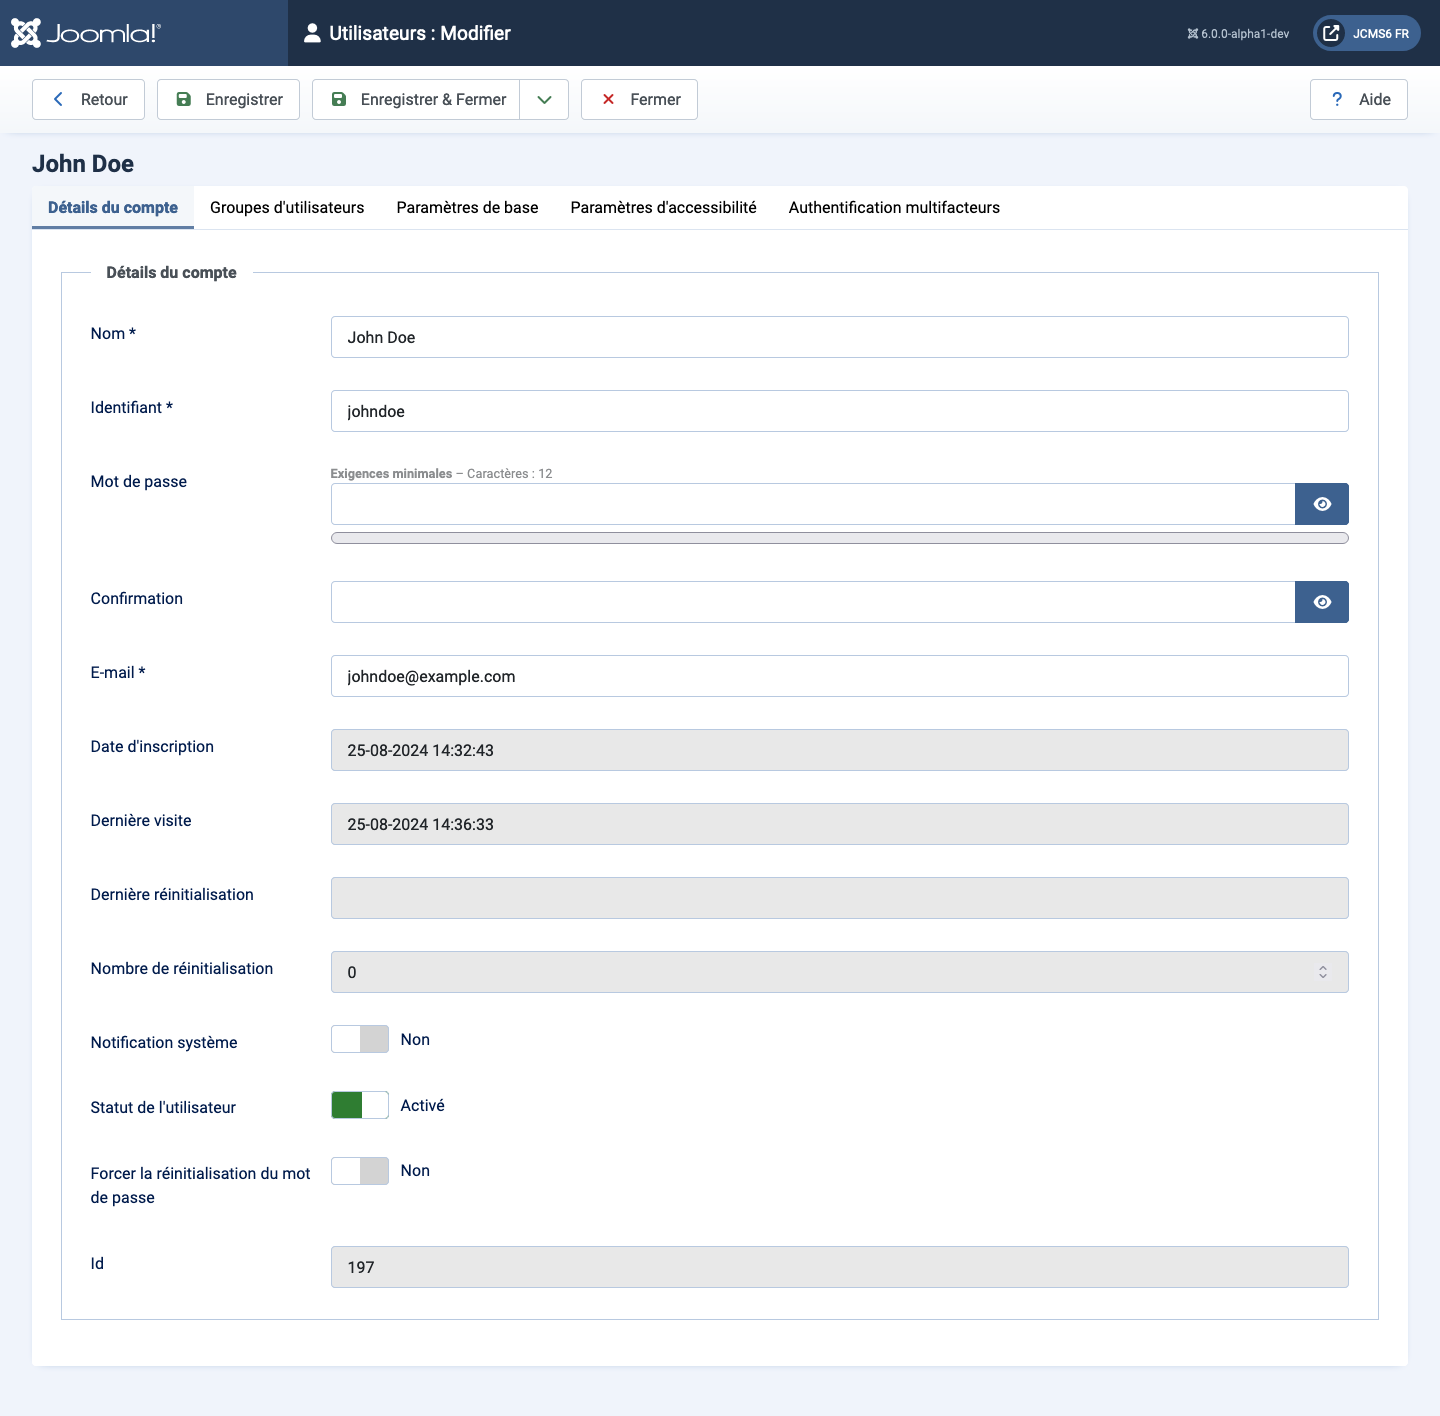 Joomla!®
Utilisateurs : Modifier
6.0.0-alpha1-dev
JCMS6 FR
Retour
Enregistrer
Enregistrer & Fermer
Fermer
? Aide
John Doe
Détails du compte
Groupes d'utilisateurs
Paramètres de base
Paramètres d'accessibilité
Authentification multifacteurs
Détails du compte
Nom *
John Doe
Identifiant *
johndoe
Mot de passe
Exigences minimales – Caractères : 12
Confirmation
E-mail *
johndoe@example.com
Date d'inscription
25-08-2024 14:32:43
Dernière visite
25-08-2024 14:36:33
Dernière réinitialisation
Nombre de réinitialisation
0
Notification système
Non
Statut de l'utilisateur
Activé
Forcer la réinitialisation du mot
de passe
Non
Id
197